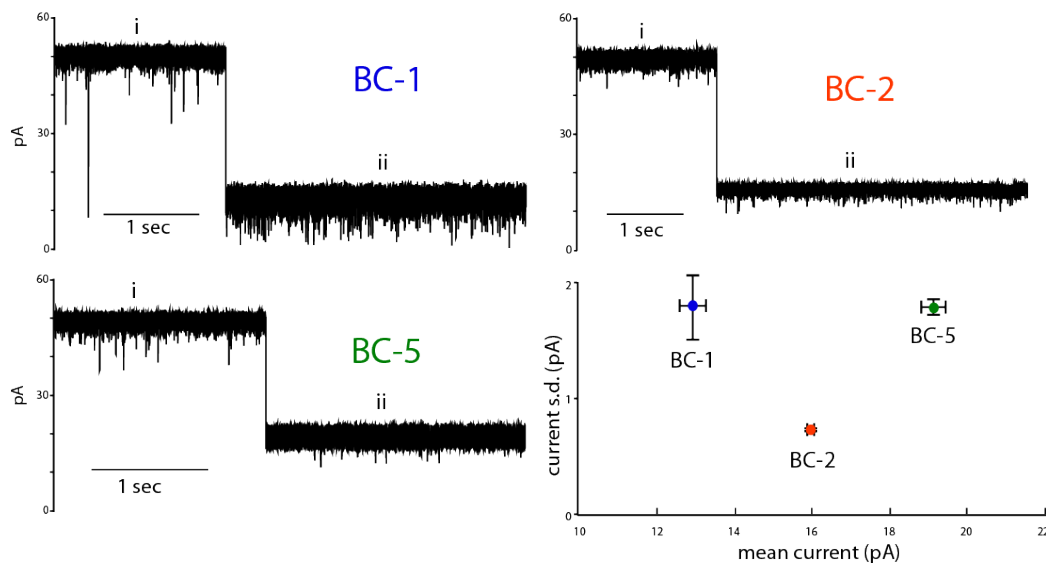 60
i
BC-1
pA
30
ii
1 sec
0
60
i
BC-2
30
ii
1 sec
0
60
i
BC-5
pA
30
ii
1 sec
0
2
BC-1
BC-5
current s.d. (pA)
1
BC-2
0
10 12 14 16 18 20 22
mean current (pA)